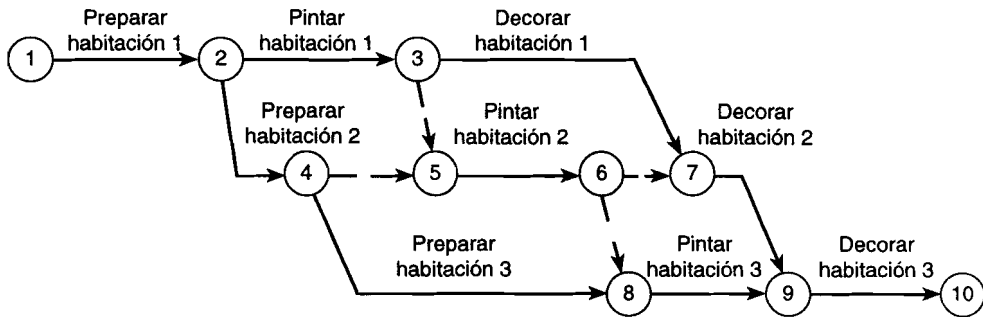 Preparar
habitación 1
Pintar
habitación 1
Decorar
habitación 1
1
2
3
Preparar
habitación 2
Pintar
habitación 2
Decorar
habitación 2
4
5
6
7
Preparar
habitación 3
Pintar
habitación 3
Decorar
habitación 3
8
9
10